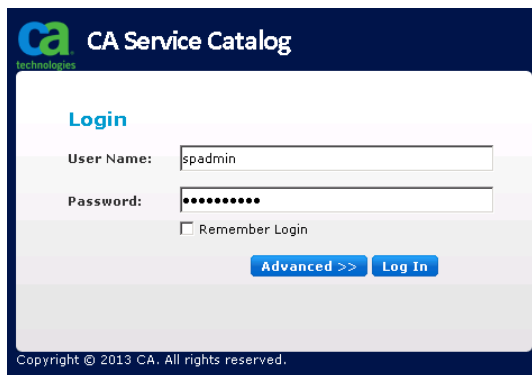 ca
technologies
CA Service Catalog
Login
User Name: spadmin
Password: ••••••••••
Remember Login
Advanced >> Log In
Copyright © 2013 CA. All rights reserved.